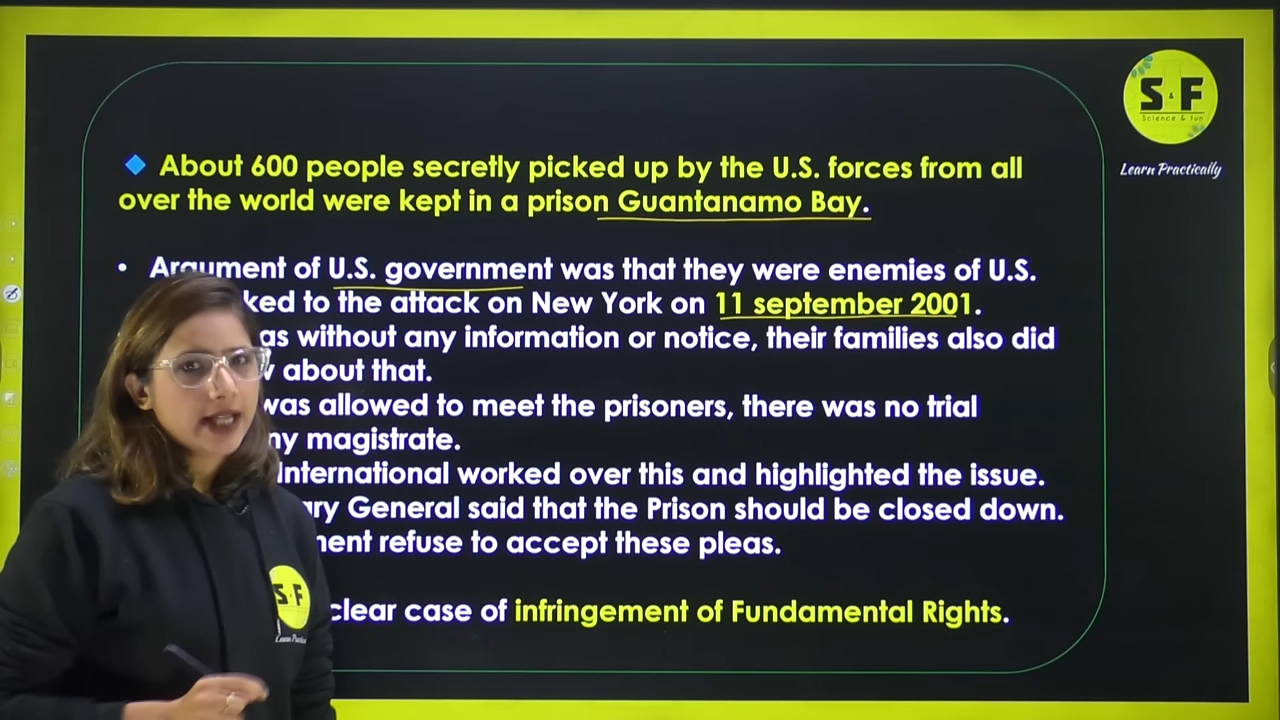 S & F
Science & fun
Learn Practically
About 600 people secretly picked up by the U.S. forces from all
over the world were kept in a prison Guantanamo Bay.
• Argument of U.S. government was that they were enemies of U.S.
ked to the attack on New York on 11 september 2001.
as without any information or notice, their families also did
about that.
was allowed to meet the prisoners, there was no trial
ny magistrate.
International worked over this and highlighted the issue.
ary General said that the Prison should be closed down.
ment refuse to accept these pleas.
clear case of infringement of Fundamental Rights.
S F
Learn